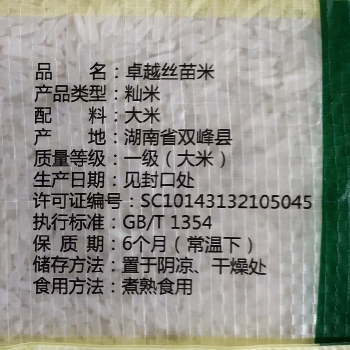 品 名：卓越丝苗米
产品类型：籼米
配 料：大米
产 地：湖南省双峰县
质量等级：一级（大米）
生产日期：见封口处
许可证编号：SC10143132105045
执行标准：GB/T 1354
保 质 期：6个月（常温下）
储存方法：置于阴凉、干燥处
食用方法：煮熟食用